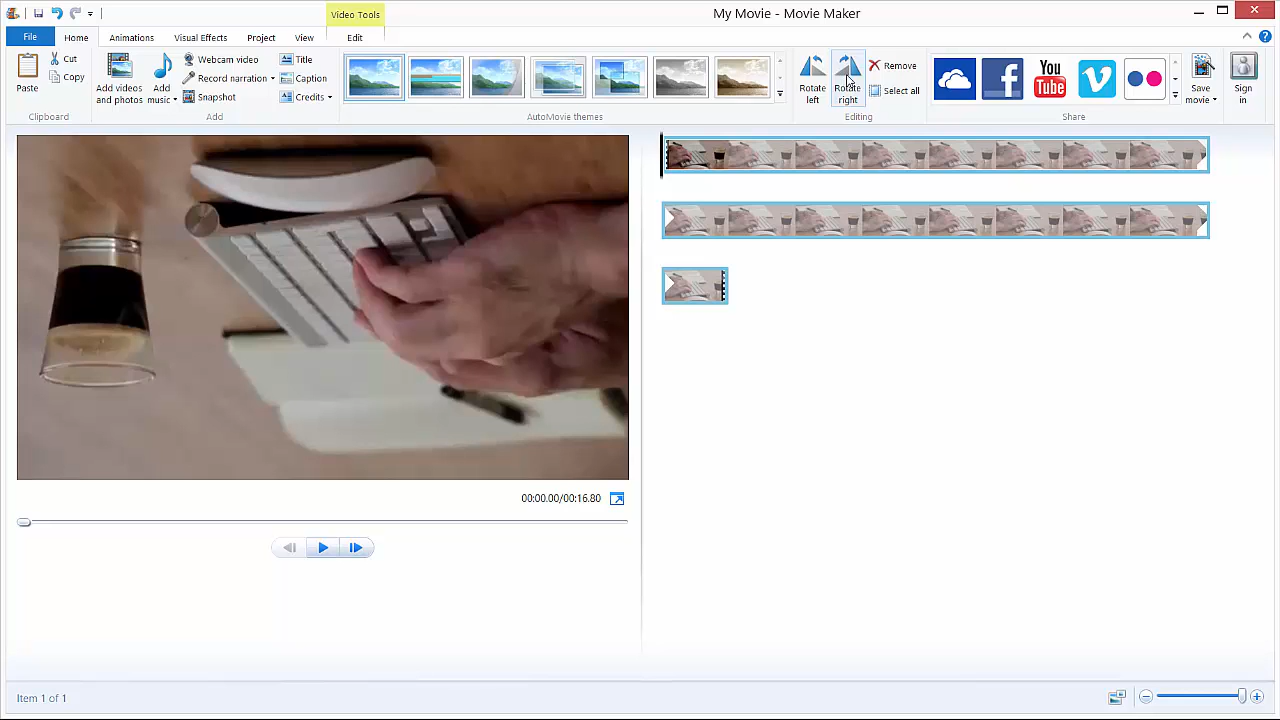 Video Tools
My Movie - Movie Maker
File
Home
Animations
Visual Effects
Project
View
Edit
Paste
Cut
Copy
Clipboard
Add videos
and photos
Add
music
Webcam video
Record narration
Snapshot
Title
Caption
Credits
Add
AutoMovie themes
Rotate
left
Rotate
right
Remove
Select all
Editing
You
Tube
Share
Save
movie
Sign
in
00:00.00/00:16.80
Item 1 of 1